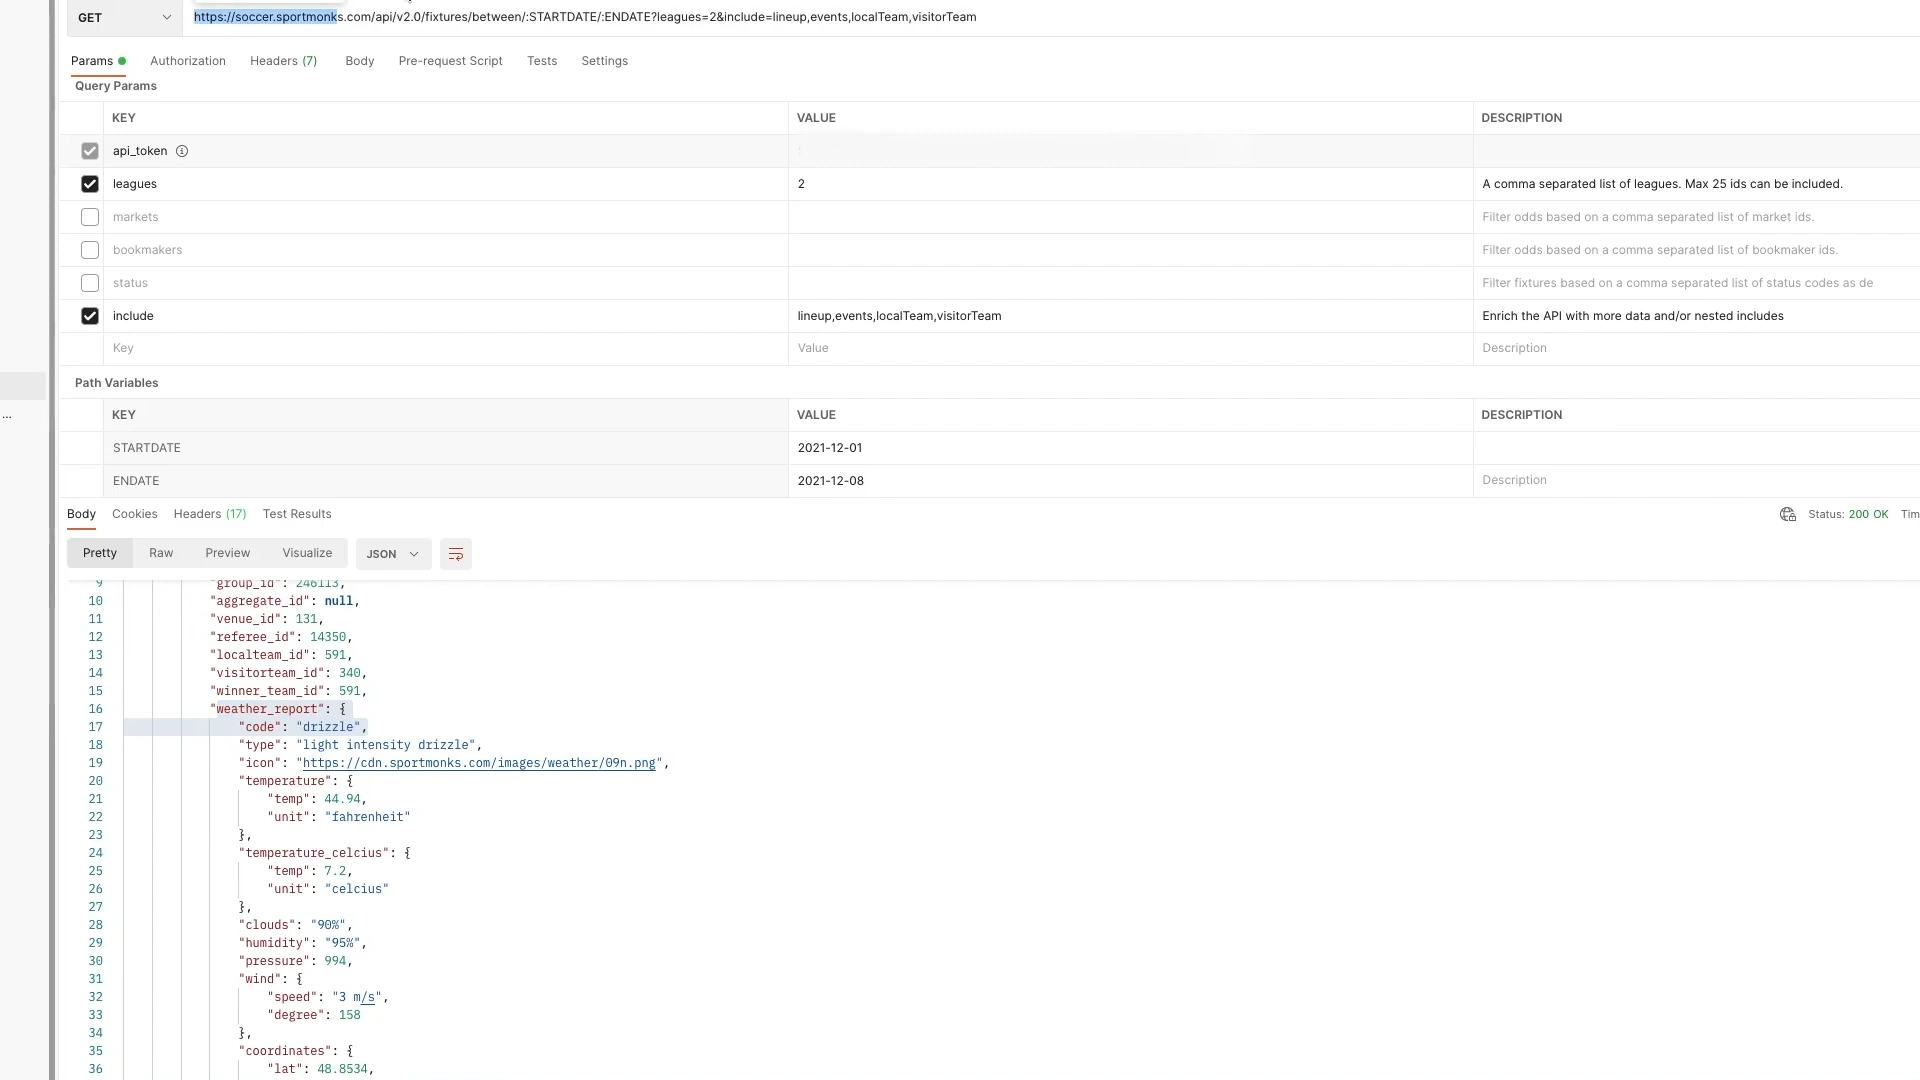 GET https://soccer.sportmonks.com/api/v2.0/fixtures/between/:STARTDATE/:ENDATE?leagues=2&include=lineup,events,localTeam,visitorTeam
Params Authorization Headers (7) Body Pre-request Script Tests Settings
Query Params
KEY VALUE DESCRIPTION
api_token
leagues 2 A comma separated list of leagues. Max 25 ids can be included.
markets Filter odds based on a comma separated list of market ids.
bookmakers Filter odds based on a comma separated list of bookmaker ids.
status Filter fixtures based on a comma separated list of status codes as de
include lineup,events,localTeam,visitorTeam Enrich the API with more data and/or nested includes
Key Value Description
Path Variables
...
KEY VALUE DESCRIPTION
STARTDATE 2021-12-01
ENDATE 2021-12-08 Description
Body Cookies Headers (17) Test Results Status: 200 OK Tim
Pretty Raw Preview Visualize JSON
9 "group_id": 246113,
10 "aggregate_id": null,
11 "venue_id": 131,
12 "referee_id": 14350,
13 "localteam_id": 591,
14 "visitorteam_id": 340,
15 "winner_team_id": 591,
16 "weather_report": {
17 "code": "drizzle",
18 "type": "light intensity drizzle",
19 "icon": "https://cdn.sportmonks.com/images/weather/09n.png",
20 "temperature": {
21 "temp": 44.94,
22 "unit": "fahrenheit"
23 },
24 "temperature_celcius": {
25 "temp": 7.2,
26 "unit": "celcius"
27 },
28 "clouds": "90%",
29 "humidity": "95%",
30 "pressure": 994,
31 "wind": {
32 "speed": "3 m/s",
33 "degree": 158
34 },
35 "coordinates": {
36 "lat": 48.8534,